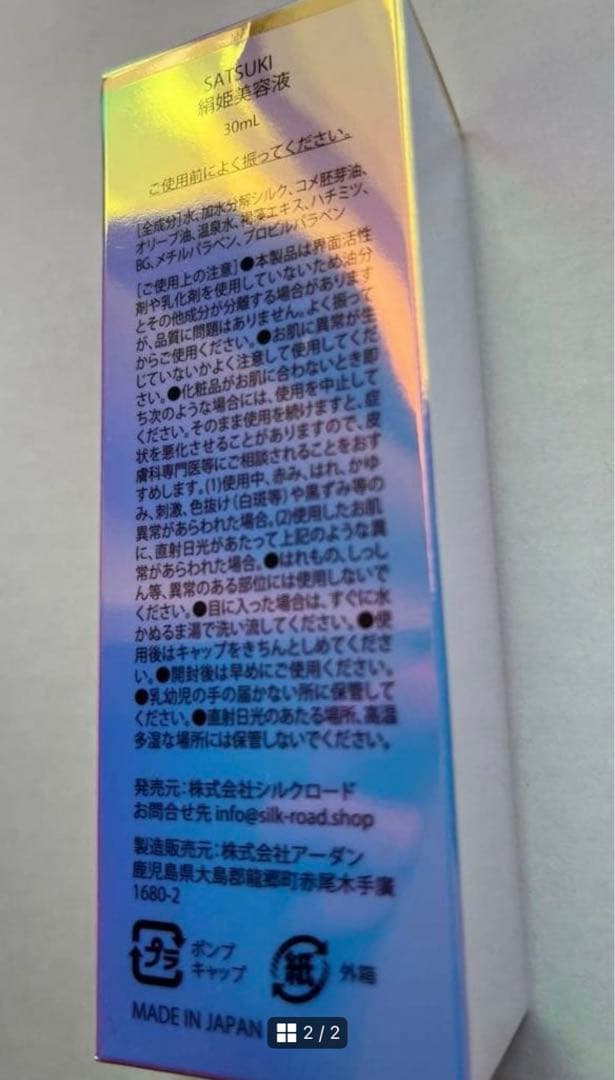 SATSUKI
絹姫美容液
30mL
ご使用前によく振ってください。
[全成分]水、加水分解シルク、コメ胚芽油、
オリーブ油、温泉水、褐藻エキス、ハチミツ、
BG、メチルパラベン、プロピルパラベン
[ご使用上の注意]●本製品は界面活性
剤や乳化剤を使用していないため油分
とその他成分が分離する場合があります
が、品質に問題はありません。よく振って
からご使用ください。●お肌に異常が生
じていないかよく注意して使用してくだ
さい。●化粧品がお肌に合わないとき即
ち次のような場合には、使用を中止して
ください。そのまま使用を続けますと、症
状を悪化させることがありますので、皮
膚科専門医等にご相談されることをおす
すめします。(1)使用中、赤み、はれ、かゆ
み、刺激、色抜け(白斑等)や黒ずみ等の
異常があらわれた場合。(2)使用したお肌
に、直射日光があたって上記のような異
常があらわれた場合。●はれもの、しっし
ん等、異常のある部位には使用しないで
ください。●目に入った場合は、すぐに水
かぬるま湯で洗い流してください。●使
用後はキャップをきちんとしめてくださ
い。●開封後は早めにご使用ください。
●乳幼児の手の届かない所に保管して
ください。●直射日光のあたる場所、高温
多湿な場所には保管しないでください。
発売元:株式会社シルクロード
お問合せ先 info@silk-road.shop
製造販売元:株式会社アーダン
鹿児島県大島郡龍郷町赤尾木手廣
1680-2
プラ ポンプ
キャップ
紙 外箱
MADE IN JAPAN
2 / 2